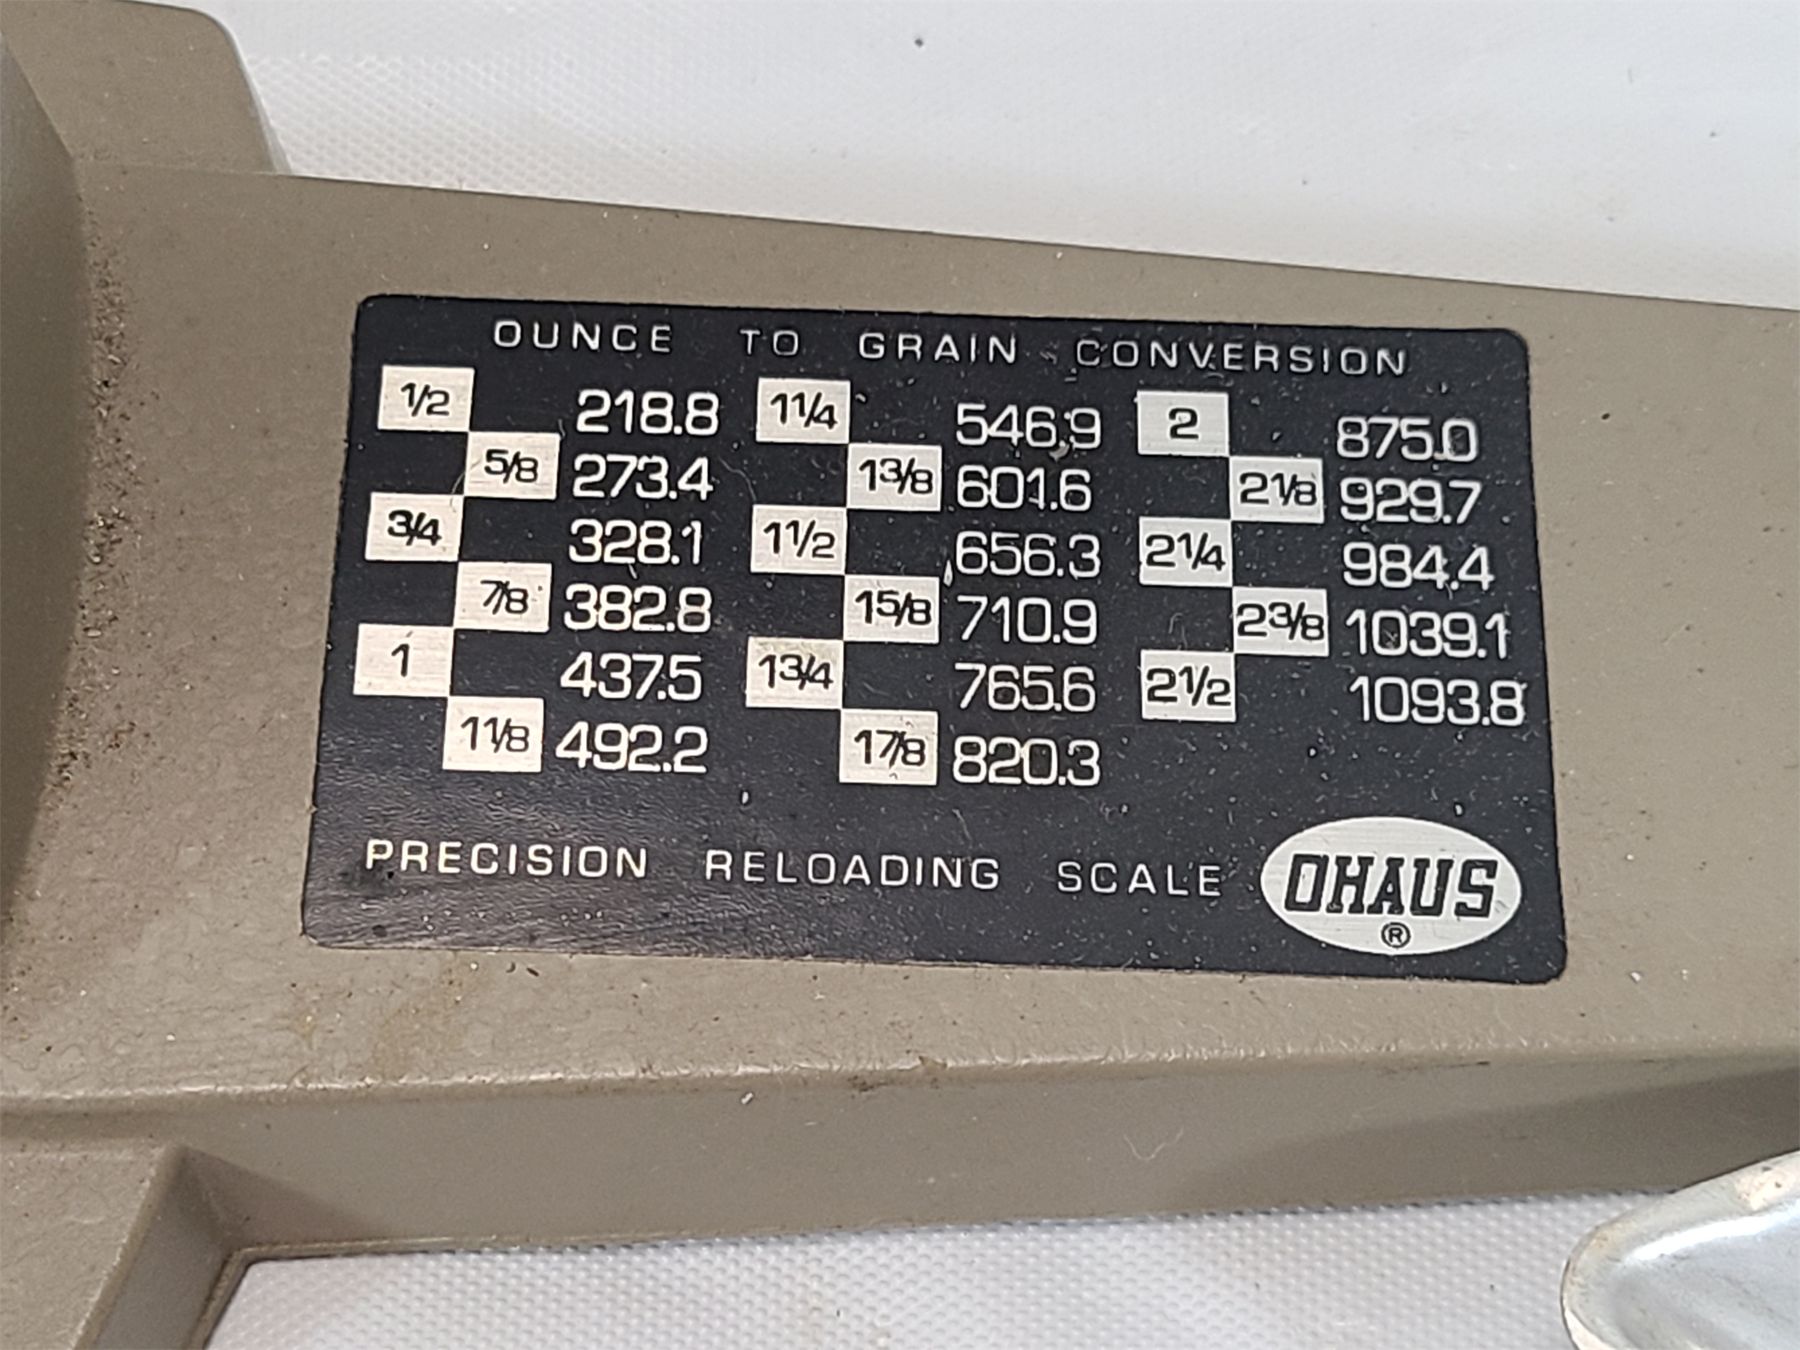 OUNCE TO GRAIN CONVERSION
1/2 218.8 1 1/4 546.9 2 875.0
5/8 273.4 1 3/8 601.6 2 1/8 929.7
3/4 328.1 1 1/2 656.3 2 1/4 984.4
7/8 382.8 1 5/8 710.9 2 3/8 1039.1
1 437.5 1 3/4 765.6 2 1/2 1093.8
1 1/8 492.2 1 7/8 820.3
PRECISION RELOADING SCALE OHAUS
®